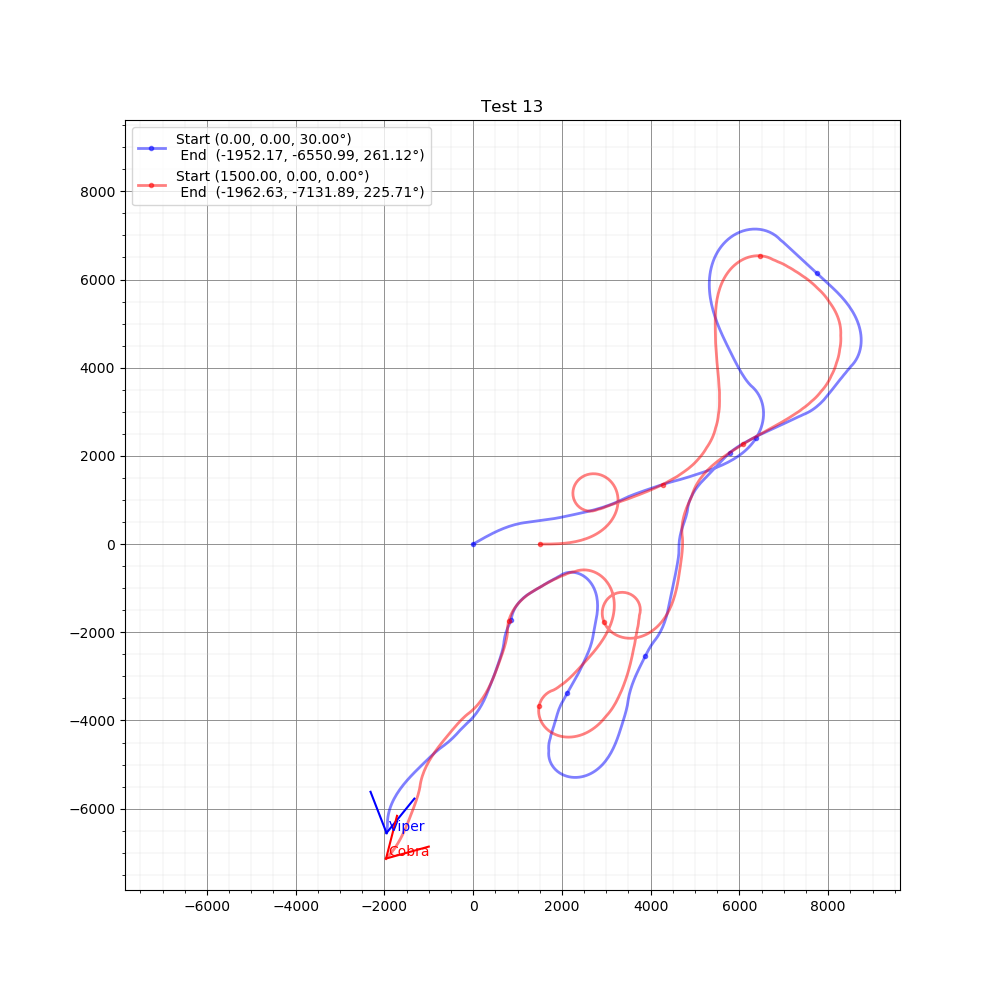 Test 13
Start (0.00, 0.00, 30.00°)
End  (-1952.17, -6550.99, 261.12°)
Start (1500.00, 0.00, 0.00°)
End  (-1962.63, -7131.89, 225.71°)
8000
6000
4000
2000
0
−2000
−4000
−6000
Viper
Cobra
−6000 −4000 −2000 0 2000 4000 6000 8000